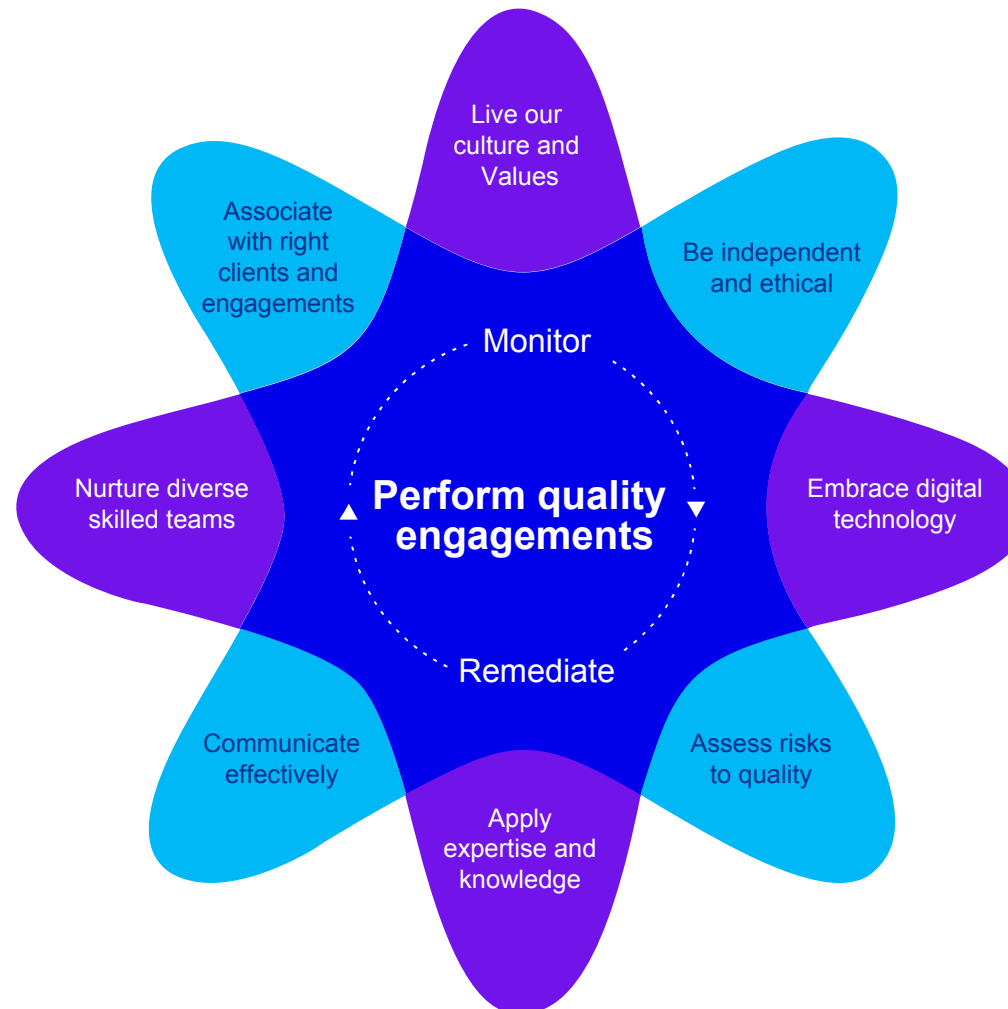 Live our
culture and
Values
Associate
with right
clients and
engagements
Be independent
and ethical
Monitor
Nurture diverse
skilled teams
Perform quality
engagements
Embrace digital
technology
Remediate
Communicate
effectively
Assess risks
to quality
Apply
expertise and
knowledge